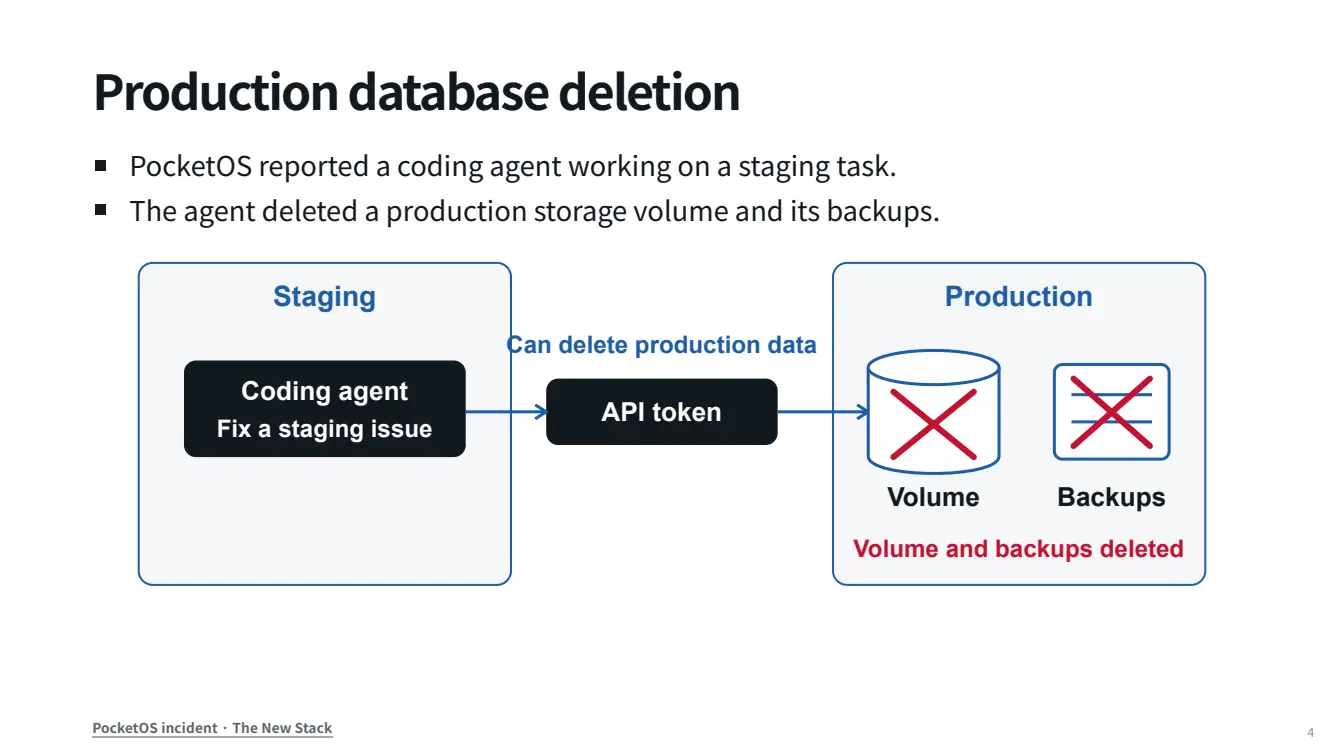 Production database deletion
PocketOS reported a coding agent working on a staging task.
The agent deleted a production storage volume and its backups.
Staging
Production
Can delete production data
Coding agent
Fix a staging issue
API token
Volume
Backups
Volume and backups deleted
PocketOS incident · The New Stack
4